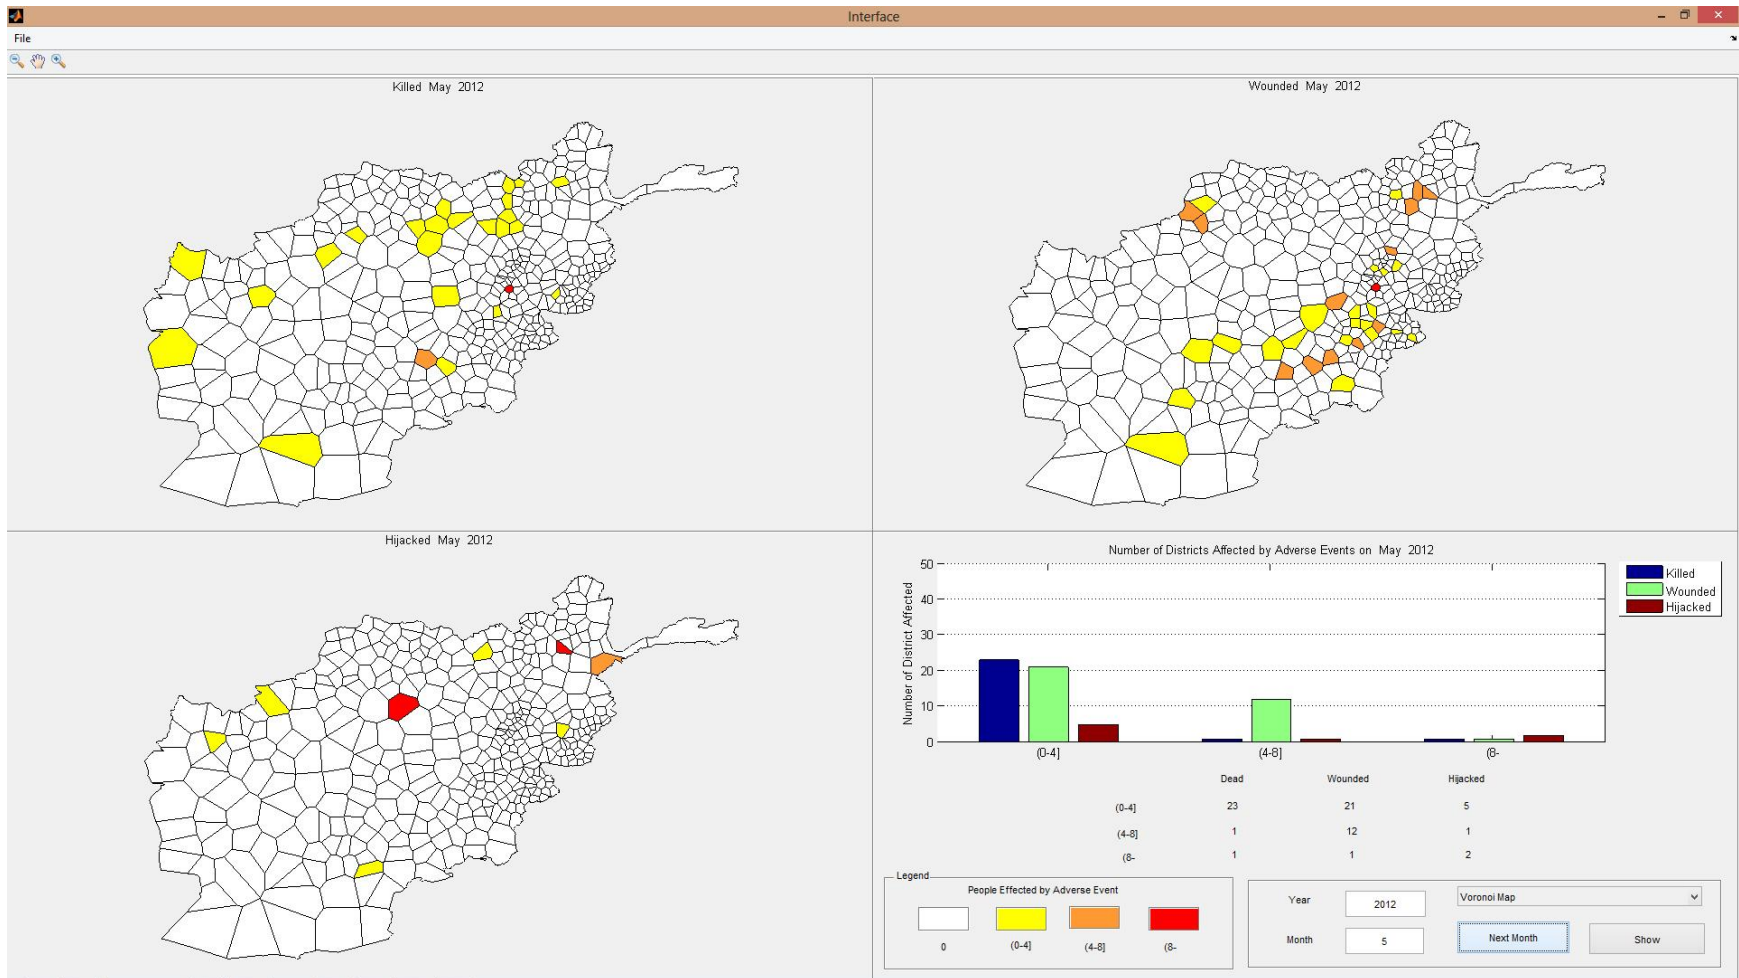 Interface
File
Killed May 2012
Wounded May 2012
Hijacked May 2012
Number of Districts Affected by Adverse Events on May 2012
Number of District Affected
50
40
30
20
10
0
(0-4]
(4-8]
(8-
Killed
Wounded
Hijacked
Dead Wounded Hijacked
(0-4] 23 21 5
(4-8] 1 12 1
(8- 1 1 2
Legend
People Effected by Adverse Event
0 (0-4] (4-8] (8-
Year 2012 Voronoi Map
Month 5 Next Month Show